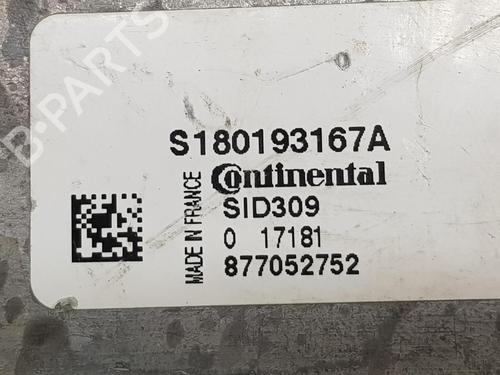 S180193167A
Continental
SID309
0 17181
877052752
MADE IN FRANCE
B-PARTS